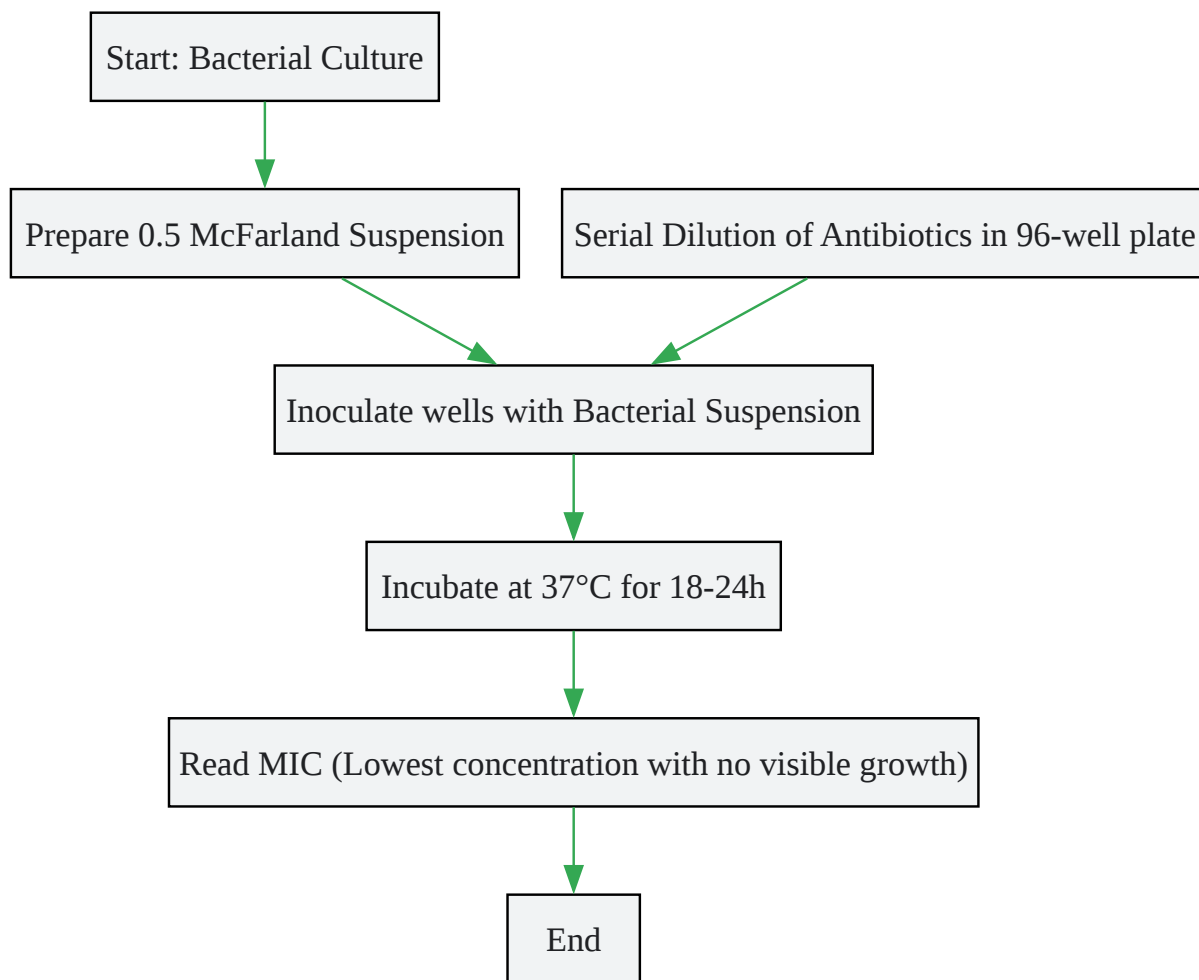 Start: Bacterial Culture
Prepare 0.5 McFarland Suspension
Serial Dilution of Antibiotics in 96-well plate
Inoculate wells with Bacterial Suspension
Incubate at 37°C for 18-24h
Read MIC (Lowest concentration with no visible growth)
End